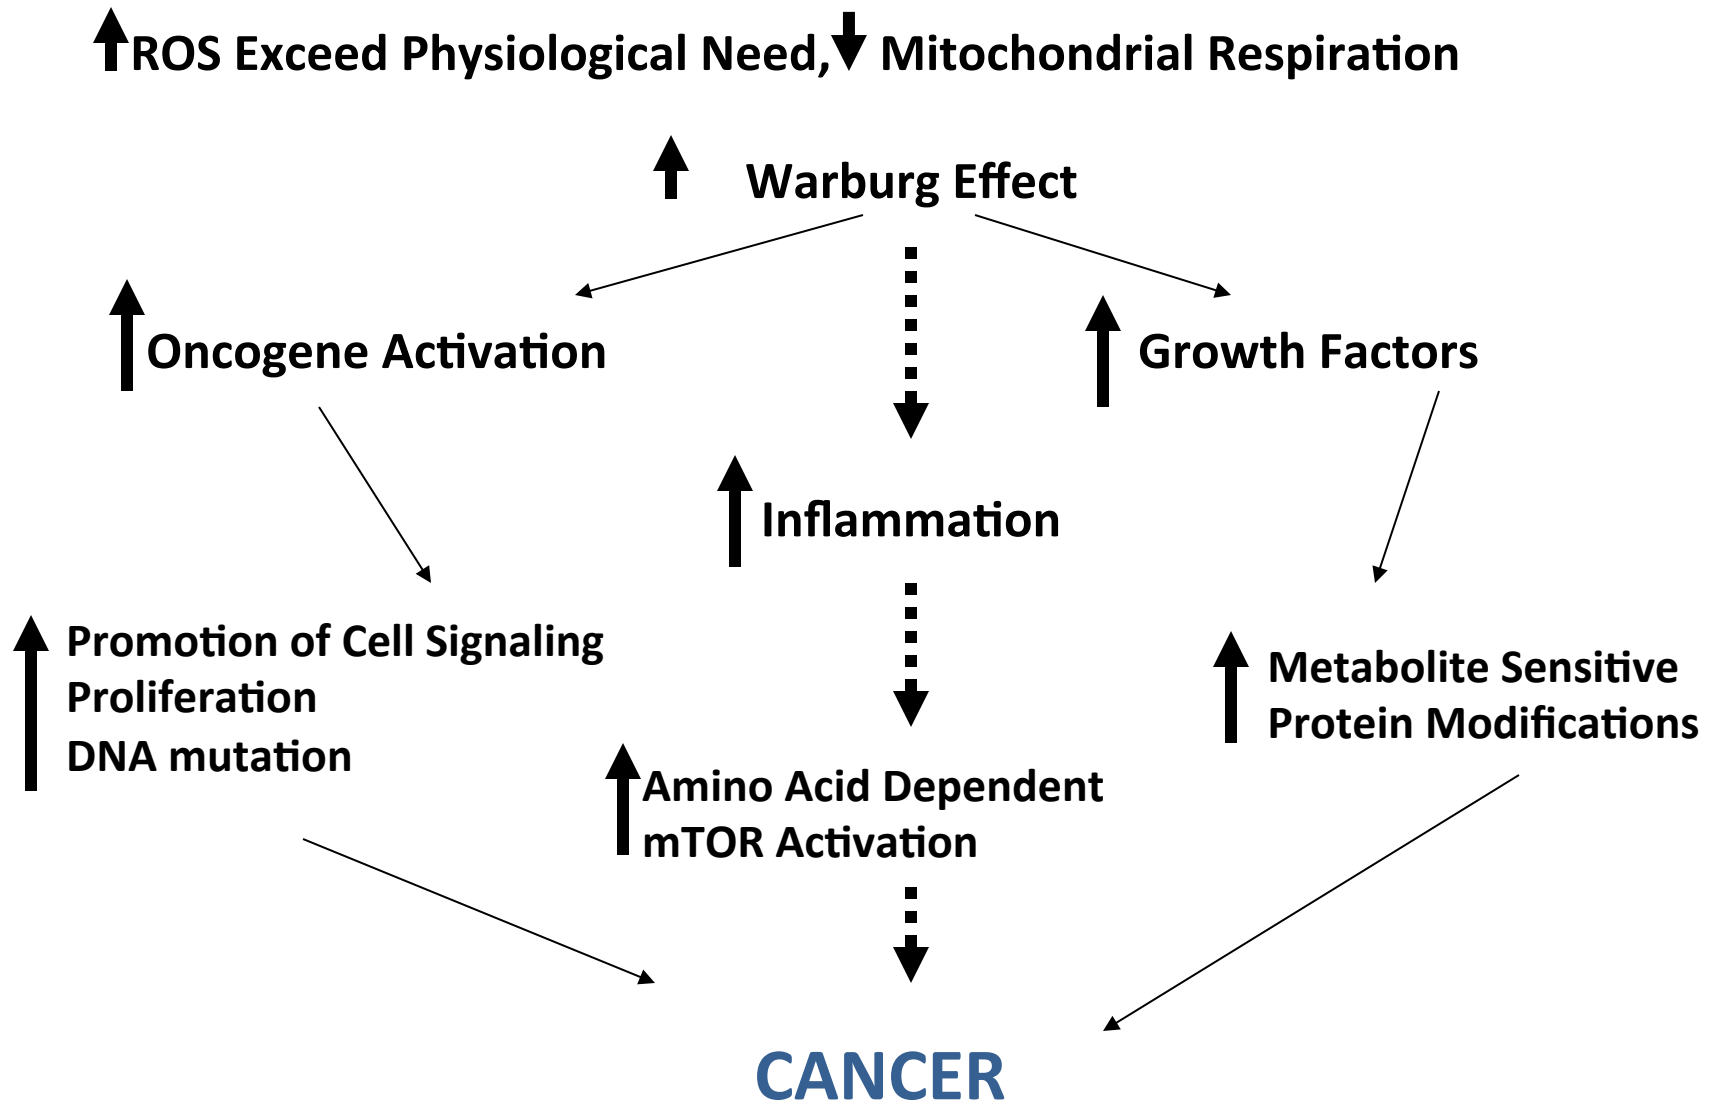 ROS Exceed Physiological Need, Mitochondrial Respiration
Warburg Effect
Oncogene Activation
Growth Factors
Inflammation
Promotion of Cell Signaling
Proliferation
DNA mutation
Metabolite Sensitive
Protein Modifications
Amino Acid Dependent
mTOR Activation
CANCER